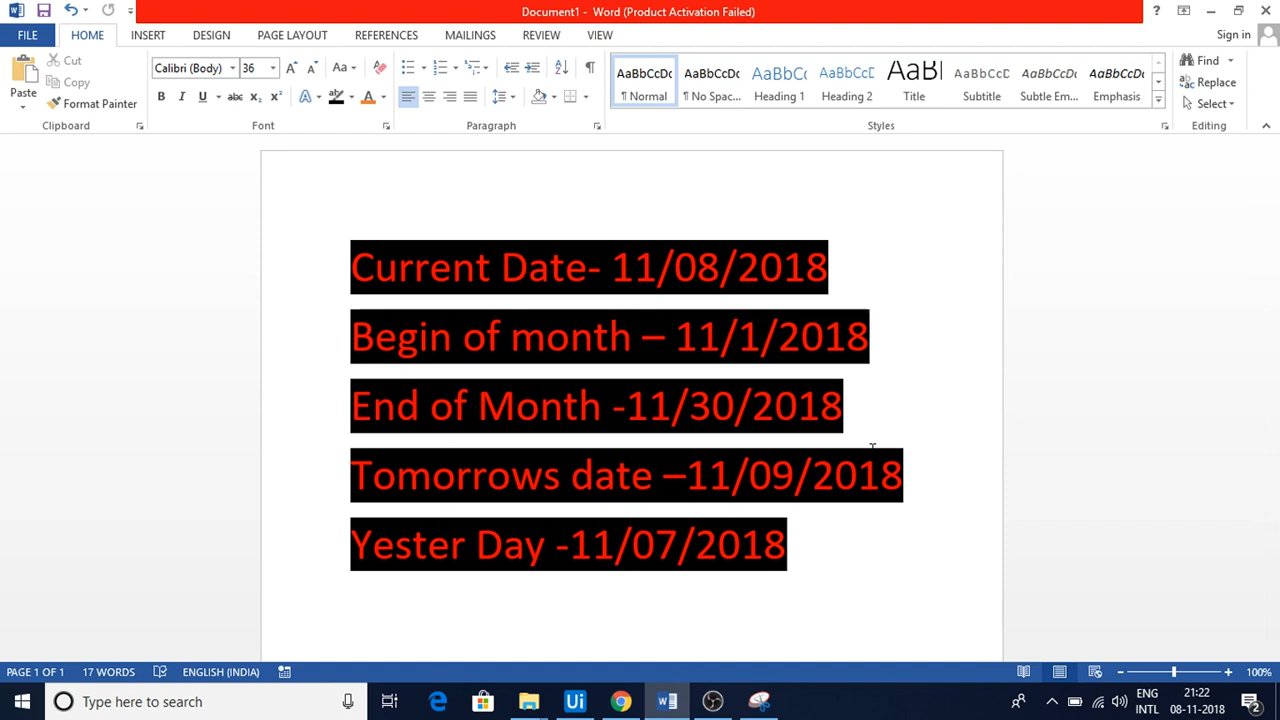 Document1 - Word (Product Activation Failed)
FILE HOME INSERT DESIGN PAGE LAYOUT REFERENCES MAILINGS REVIEW VIEW Sign in
Cut
Copy
Format Painter
Paste
Clipboard
Calibri (Body) 36
Font
Paragraph
AaBbCcDc AaBbCcDc AaBbCc AaBbCcD AaBl AaBbCcD AaBbCcDc AaBbCcDc
¶ Normal ¶ No Spac... Heading 1 Heading 2 Title Subtitle Subtle Em... Emphasis
Styles
Find
Replace
Select
Editing
Current Date- 11/08/2018
Begin of month – 11/1/2018
End of Month -11/30/2018
Tomorrows date –11/09/2018
Yester Day -11/07/2018
PAGE 1 OF 1 17 WORDS ENGLISH (INDIA) 100%
Type here to search
ENG
INTL
21:22
08-11-2018
2